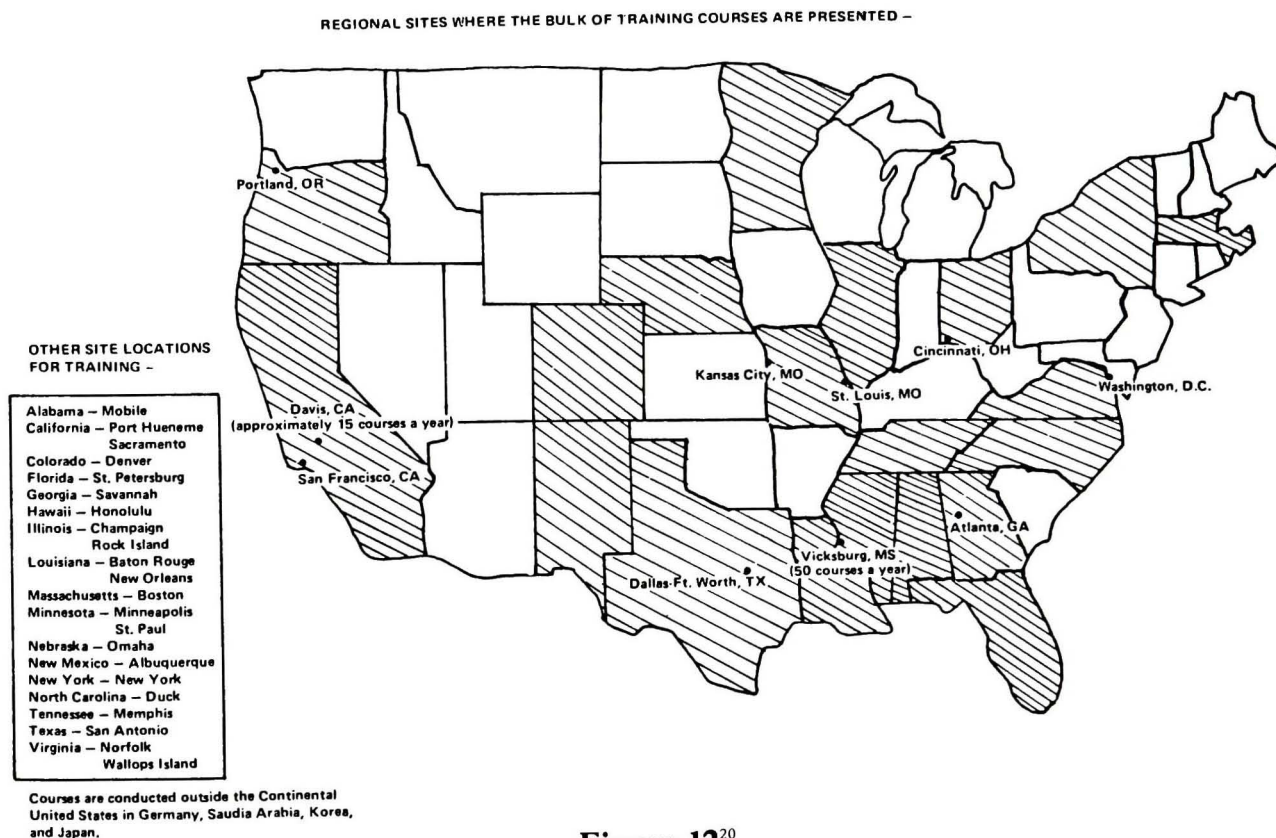 REGIONAL SITES WHERE THE BULK OF TRAINING COURSES ARE PRESENTED –
Portland, OR
Kansas City, MO
St. Louis, MO
Cincinnati, OH
Washington, D.C.
Davis, CA
(approximately 15 courses a year)
San Francisco, CA
Dallas-Ft. Worth, TX
Vicksburg, MS
(50 courses a year)
Atlanta, GA
OTHER SITE LOCATIONS
FOR TRAINING –
Alabama – Mobile
California – Port Hueneme
Sacramento
Colorado – Denver
Florida – St. Petersburg
Georgia – Savannah
Hawaii – Honolulu
Illinois – Champaign
Rock Island
Louisiana – Baton Rouge
New Orleans
Massachusetts – Boston
Minnesota – Minneapolis
St. Paul
Nebraska – Omaha
New Mexico – Albuquerque
New York – New York
North Carolina – Duck
Tennessee – Memphis
Texas – San Antonio
Virginia – Norfolk
Wallops Island
Courses are conducted outside the Continental
United States in Germany, Saudia Arabia, Korea,
and Japan.